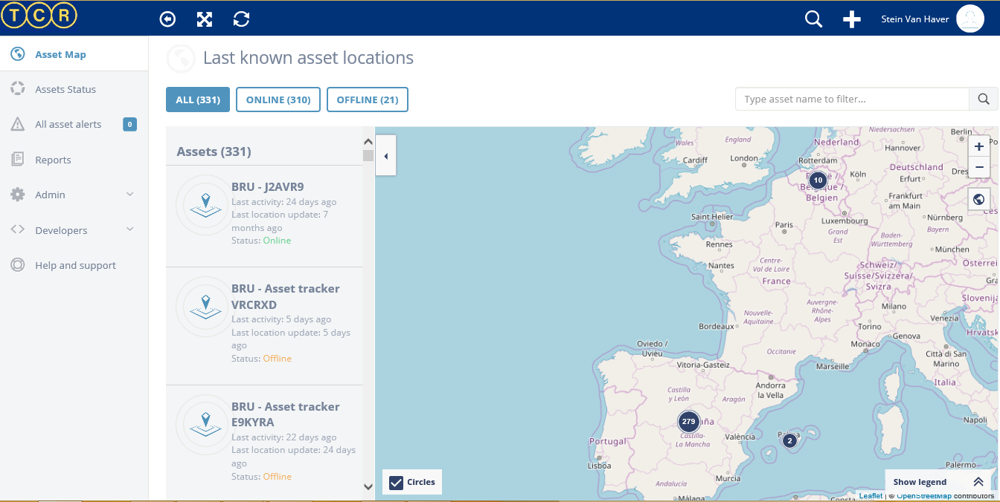 TCR
Stein Van Haver
Asset Map
Assets Status
All asset alerts 0
Reports
Admin
Developers
Help and support
Last known asset locations
ALL (331) ONLINE (310) OFFLINE (21)
Type asset name to filter...
Assets (331)
BRU - J2AVR9
Last activity: 24 days ago
Last location update: 7
months ago
Status: Online
BRU - Asset tracker
VRCRXD
Last activity: 5 days ago
Last location update: 5 days
ago
Status: Offline
BRU - Asset tracker
E9KYRA
Last activity: 22 days ago
Last location update: 24 days
ago
Status: Offline
Niedersachsen
Wales
England
Nederland
Berlin
Hannover
Cardiff
London
Rotterdam
Köln
Deutschland
Erfurt
10
België /
Belgique /
Belgien
Frankfurt
am Main
Saint Helier
Paris
Luxembourg
Nürnberg
Grand
Est
Bayern
Rennes
Baden-
Württemberg
München
Nantes
Centre-
Val de Loire
Schweiz/
Suisse/Svizzera/
Svizra
France
Auvergne-
Rhône-
Alpes
Milano
Slovenija
Nouvelle-
Aquitaine
Venezia
Bordeaux
Torino
Genova
Hrvatsk
Monaco
Oviedo /
Uviéu
Occitanie
Città di San
Marino
Vitoria-Gasteiz
Marseille
Andorra
la Vella
Italia
Castilla
y León
Aragón
279
Napoli
Castilla-
La Mancha
València
2
Portugal
Lisboa
Palermo
Murcia
Andalucía
Málaga
Circles
Show legend
Leaflet | © OpenStreetMap contributors